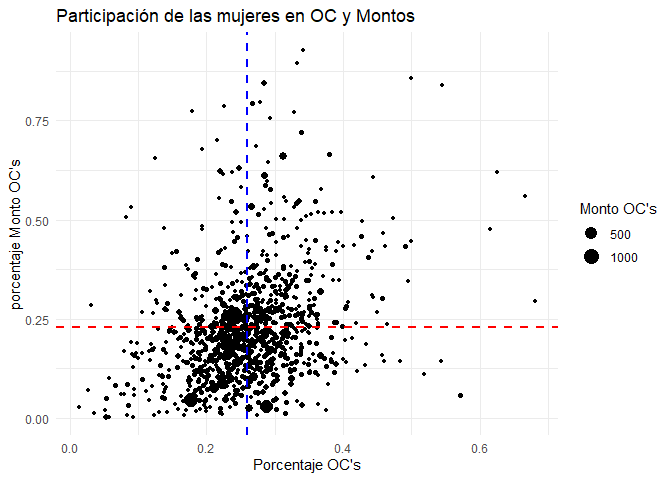 Participación de las mujeres en OC y Montos
porcentaje Monto OC's
0.75
0.50
0.25
0.00
0.0
0.2
0.4
0.6
Porcentaje OC's
Monto OC's
500
1000